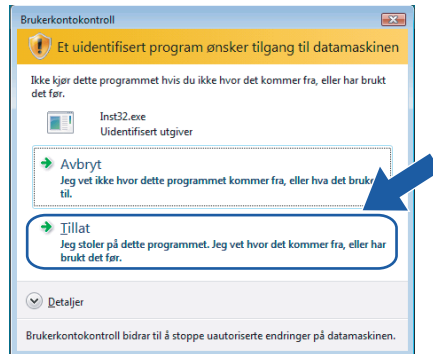 Brukerkontokontroll
Et uidentifisert program ønsker tilgang til datamaskinen
Ikke kjør dette programmet hvis du ikke hvor det kommer fra, eller har brukt
det før.
Inst32.exe
Uidentifisert utgiver
Avbryt
Jeg vet ikke hvor dette programmet kommer fra, eller hva det bruke
til.
Tillat
Jeg stoler på dette programmet. Jeg vet hvor det kommer fra, eller har
brukt det før.
Detaljer
Brukerkontokontroll bidrar til å stoppe uautoriserte endringer på datamaskinen.